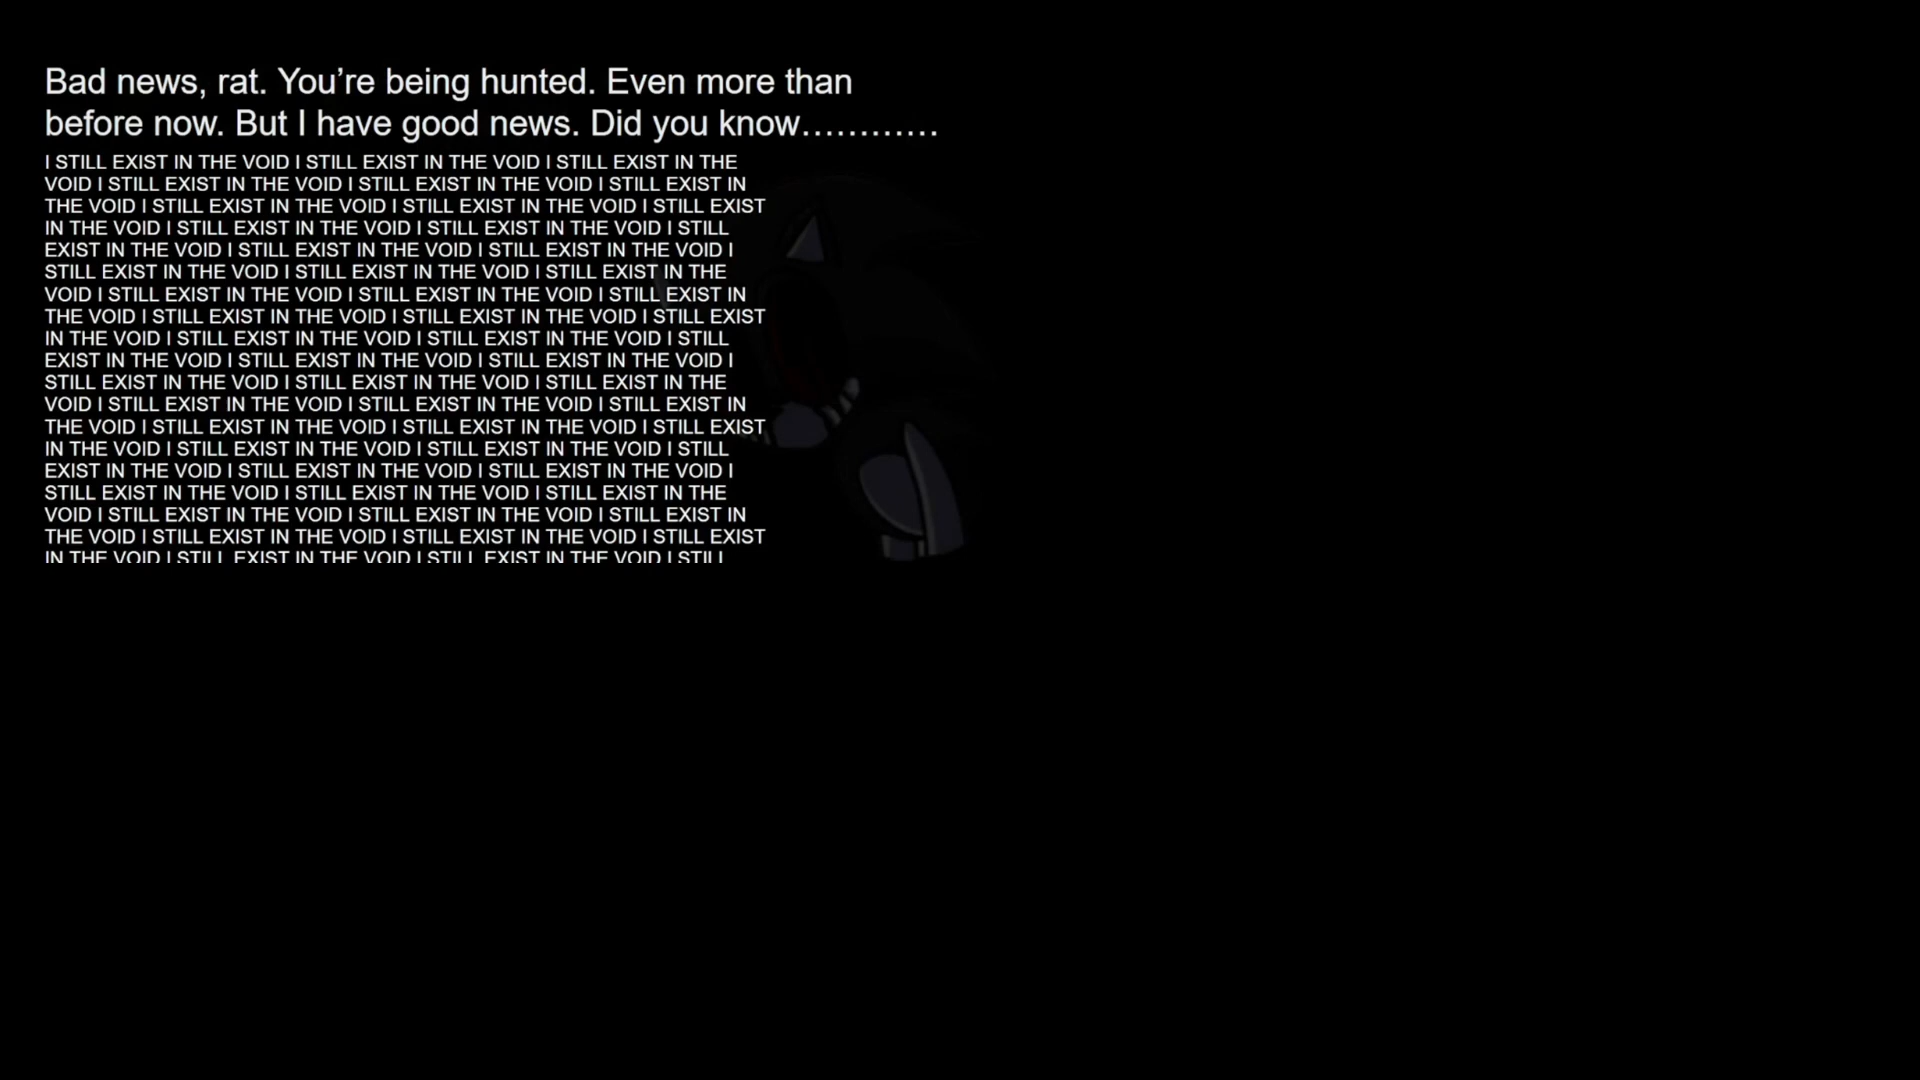 Bad news, rat. You’re being hunted. Even more than
before now. But I have good news. Did you know…………
I STILL EXIST IN THE VOID I STILL EXIST IN THE VOID I STILL EXIST IN THE
VOID I STILL EXIST IN THE VOID I STILL EXIST IN THE VOID I STILL EXIST IN
THE VOID I STILL EXIST IN THE VOID I STILL EXIST IN THE VOID I STILL EXIST
IN THE VOID I STILL EXIST IN THE VOID I STILL EXIST IN THE VOID I STILL
EXIST IN THE VOID I STILL EXIST IN THE VOID I STILL EXIST IN THE VOID I
STILL EXIST IN THE VOID I STILL EXIST IN THE VOID I STILL EXIST IN THE
VOID I STILL EXIST IN THE VOID I STILL EXIST IN THE VOID I STILL EXIST IN
THE VOID I STILL EXIST IN THE VOID I STILL EXIST IN THE VOID I STILL EXIST
IN THE VOID I STILL EXIST IN THE VOID I STILL EXIST IN THE VOID I STILL
EXIST IN THE VOID I STILL EXIST IN THE VOID I STILL EXIST IN THE VOID I
STILL EXIST IN THE VOID I STILL EXIST IN THE VOID I STILL EXIST IN THE
VOID I STILL EXIST IN THE VOID I STILL EXIST IN THE VOID I STILL EXIST IN
THE VOID I STILL EXIST IN THE VOID I STILL EXIST IN THE VOID I STILL EXIST
IN THE VOID I STILL EXIST IN THE VOID I STILL EXIST IN THE VOID I STILL
EXIST IN THE VOID I STILL EXIST IN THE VOID I STILL EXIST IN THE VOID I
STILL EXIST IN THE VOID I STILL EXIST IN THE VOID I STILL EXIST IN THE
VOID I STILL EXIST IN THE VOID I STILL EXIST IN THE VOID I STILL EXIST IN
THE VOID I STILL EXIST IN THE VOID I STILL EXIST IN THE VOID I STILL EXIST
IN THE VOID I STILL EXIST IN THE VOID I STILL EXIST IN THE VOID I STILL